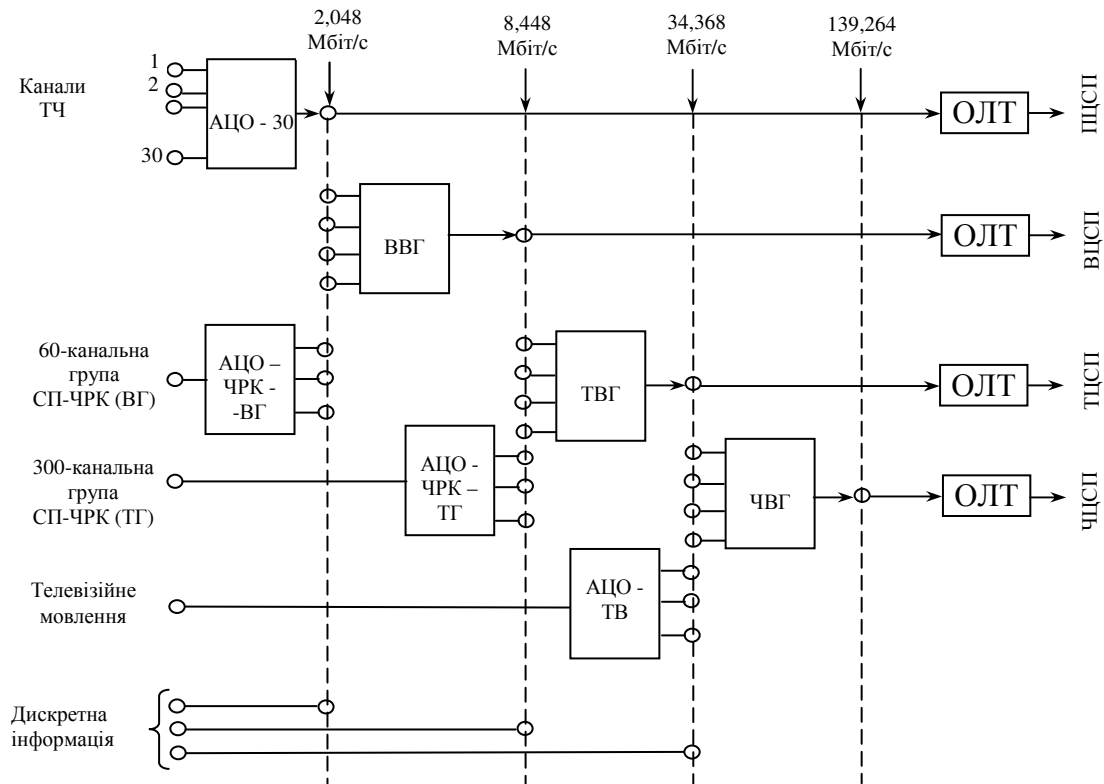 2,048
Мбіт/с
8,448
Мбіт/с
34,368
Мбіт/с
139,264
Мбіт/с
Канали
ТЧ
1
2
30
АЦО - 30
ОЛТ
ПЦСП
ВВГ
ОЛТ
ВЦСП
60-канальна
група
СП-ЧРК (ВГ)
АЦО –
ЧРК -
-ВГ
ТВГ
ОЛТ
ТЦСП
300-канальна
група
СП-ЧРК (ТГ)
АЦО -
ЧРК –
ТГ
ЧВГ
ОЛТ
ЧЦСП
Телевізійне
мовлення
АЦО -
ТВ
Дискретна
інформація